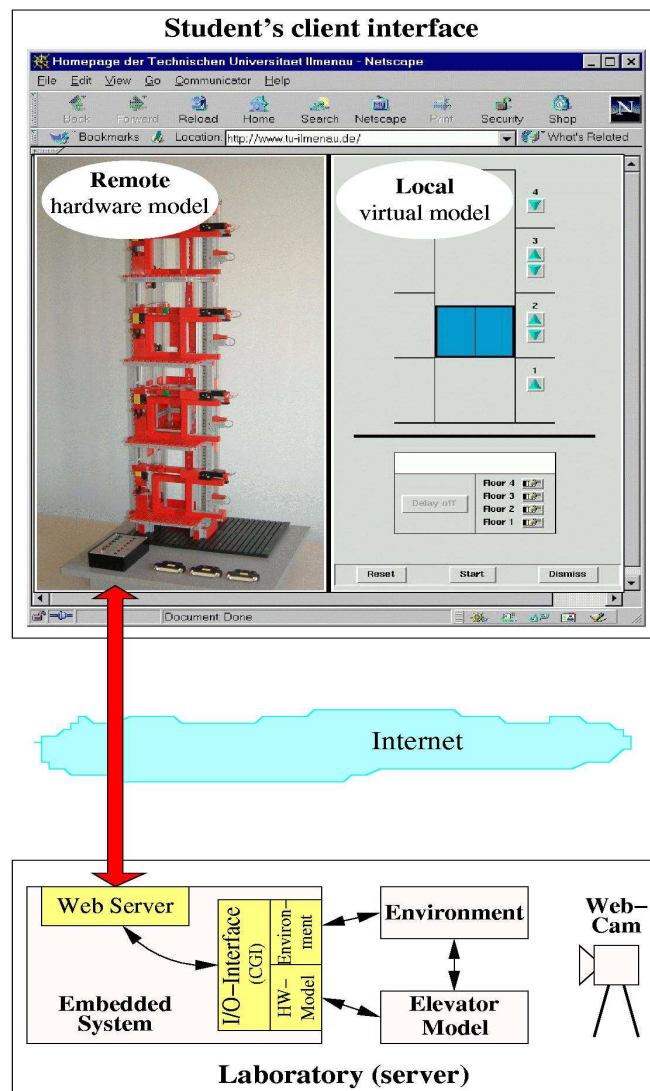 Student's client interface
Homepage der Technischen Universitaet Ilmenau - Netscape
File Edit View Go Communicator Help
Back Forward Reload Home Search Netscape Print Security Shop
N
Bookmarks Location: http://www.tu-ilmenau.de/ What's Related
Remote
hardware model
Local
virtual model
4
3
2
1
Delay off
Floor 4
Floor 3
Floor 2
Floor 1
Reset Start Dismiss
Document: Done
Internet
Web Server
I/O-Interface
(CGI)
Environ-
ment
HW-
Model
Embedded
System
Environment
Elevator
Model
Web-
Cam
Laboratory (server)